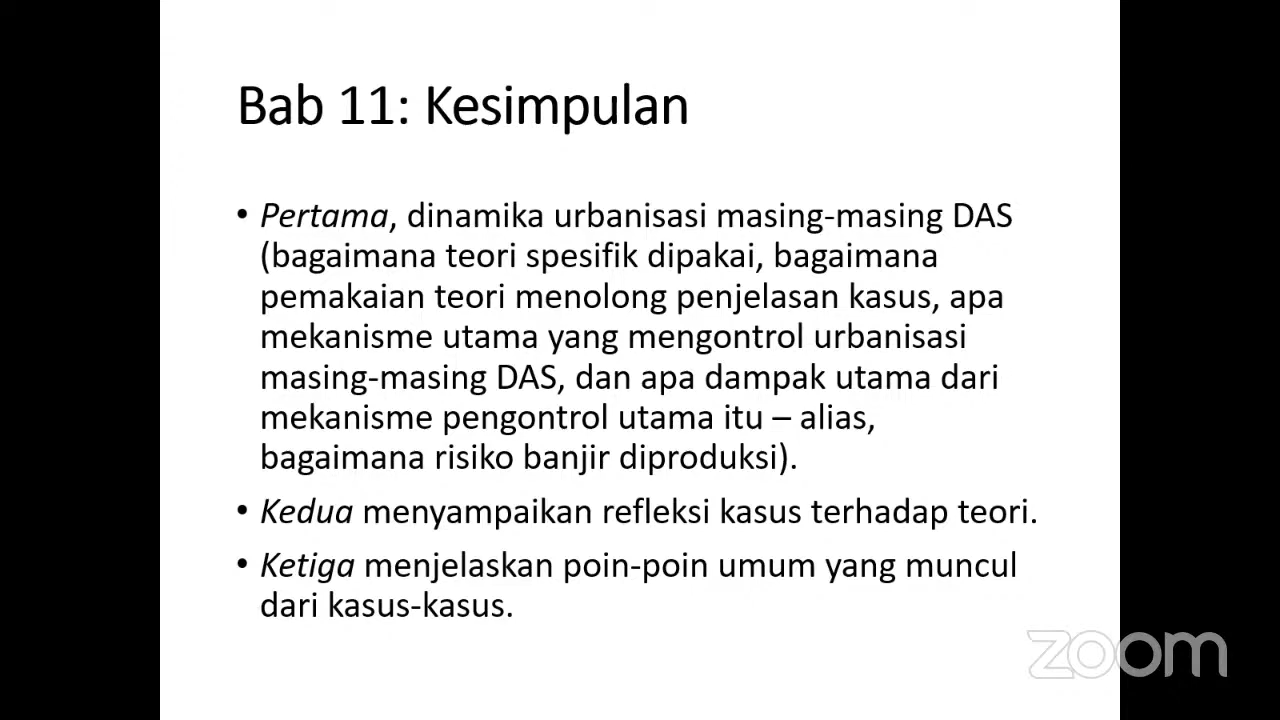 Bab 11: Kesimpulan
• Pertama, dinamika urbanisasi masing-masing DAS
(bagaimana teori spesifik dipakai, bagaimana
pemakaian teori menolong penjelasan kasus, apa
mekanisme utama yang mengontrol urbanisasi
masing-masing DAS, dan apa dampak utama dari
mekanisme pengontrol utama itu – alias,
bagaimana risiko banjir diproduksi).
• Kedua menyampaikan refleksi kasus terhadap teori.
• Ketiga menjelaskan poin-poin umum yang muncul
dari kasus-kasus.
zoom